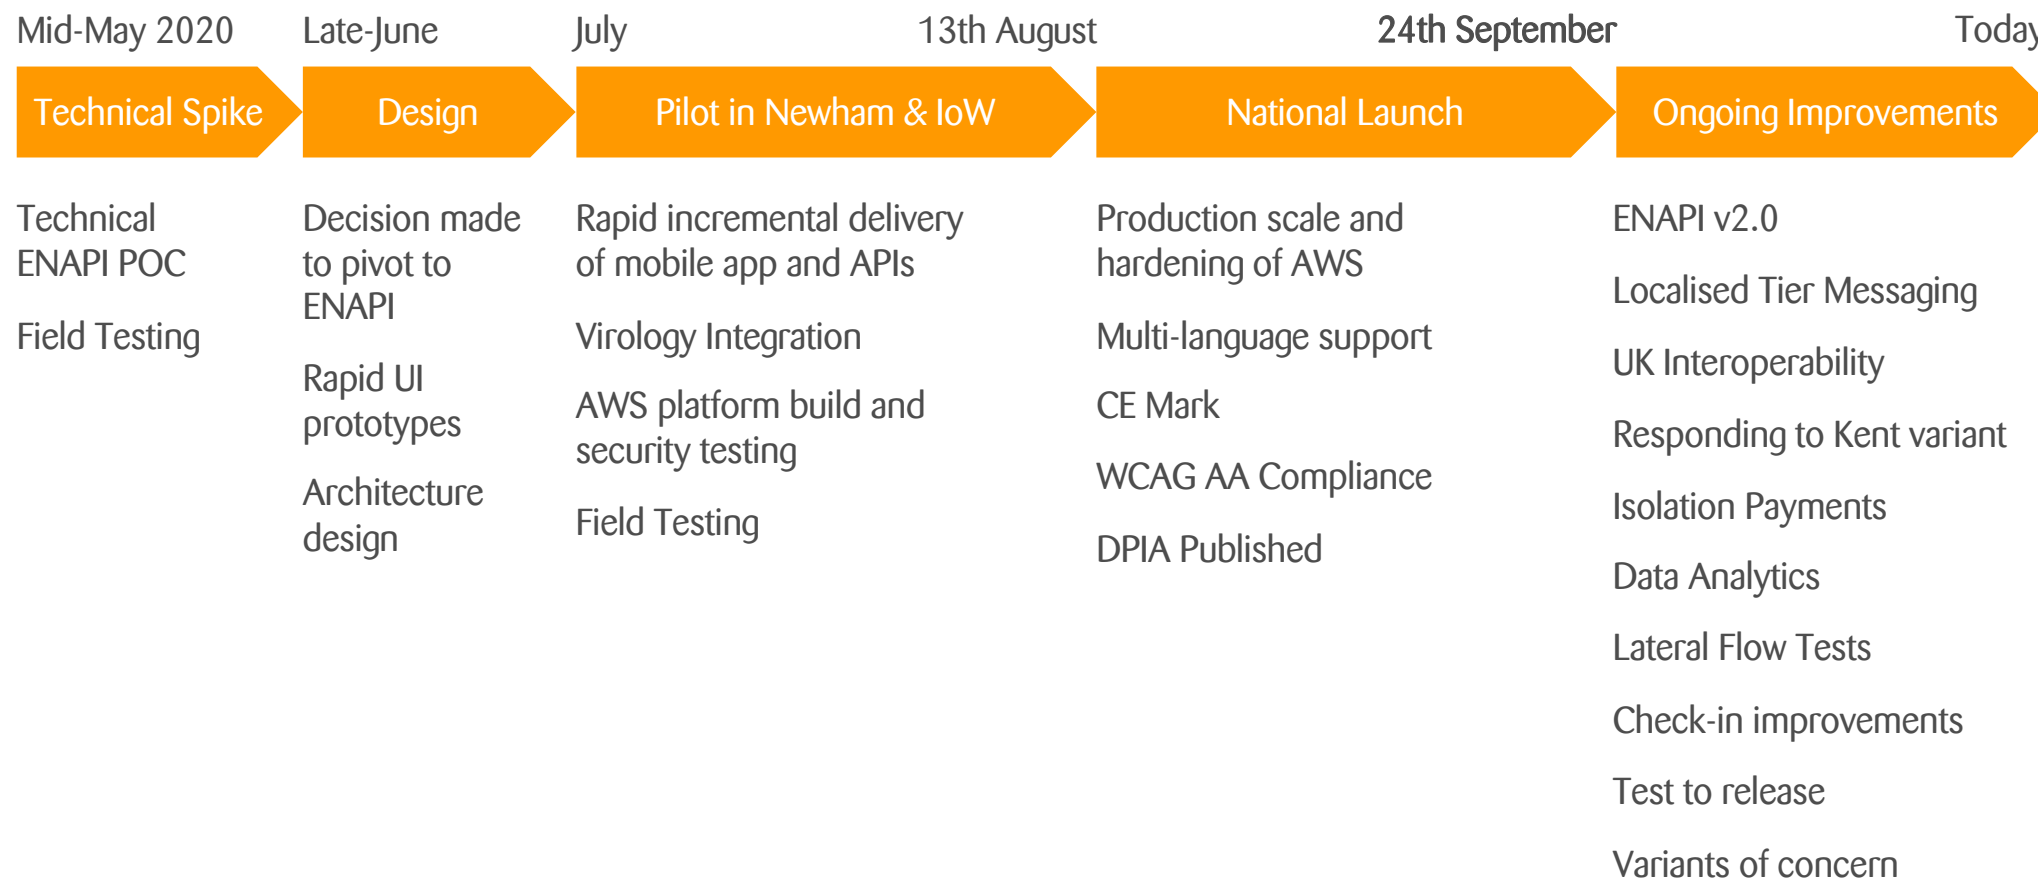 Mid-May 2020
Late-June
July
13th August
24th September
Today
Technical Spike
Design
Pilot in Newham & IoW
National Launch
Ongoing Improvements
Technical
ENAPI POC
Field Testing
Decision made
to pivot to
ENAPI
Rapid UI
prototypes
Architecture
design
Rapid incremental delivery
of mobile app and APIs
Virology Integration
AWS platform build and
security testing
Field Testing
Production scale and
hardening of AWS
Multi-language support
CE Mark
WCAG AA Compliance
DPIA Published
ENAPI v2.0
Localised Tier Messaging
UK Interoperability
Responding to Kent variant
Isolation Payments
Data Analytics
Lateral Flow Tests
Check-in improvements
Test to release
Variants of concern